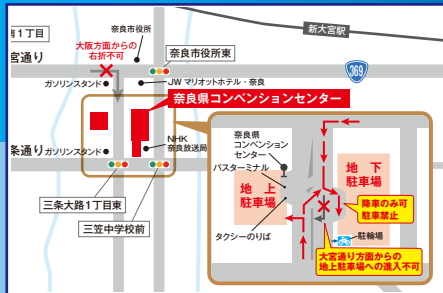 南1丁目
奈良市役所
新大宮駅
大阪方面からの
右折不可
奈良市役所東
宮通り
369
ガソリンスタンド
JW マリオットホテル・奈良
奈良県コンベンションセンター
条通り
ガソリンスタンド
NHK
奈良放送局
三条大路1丁目東
三笠中学校前
奈良県
コンベンション
センター
バスターミナル
地上
駐車場
地下
駐車場
降車のみ可
駐車禁止
駐輪場
タクシーのりば
大宮通り方面からの
地上駐車場への進入不可